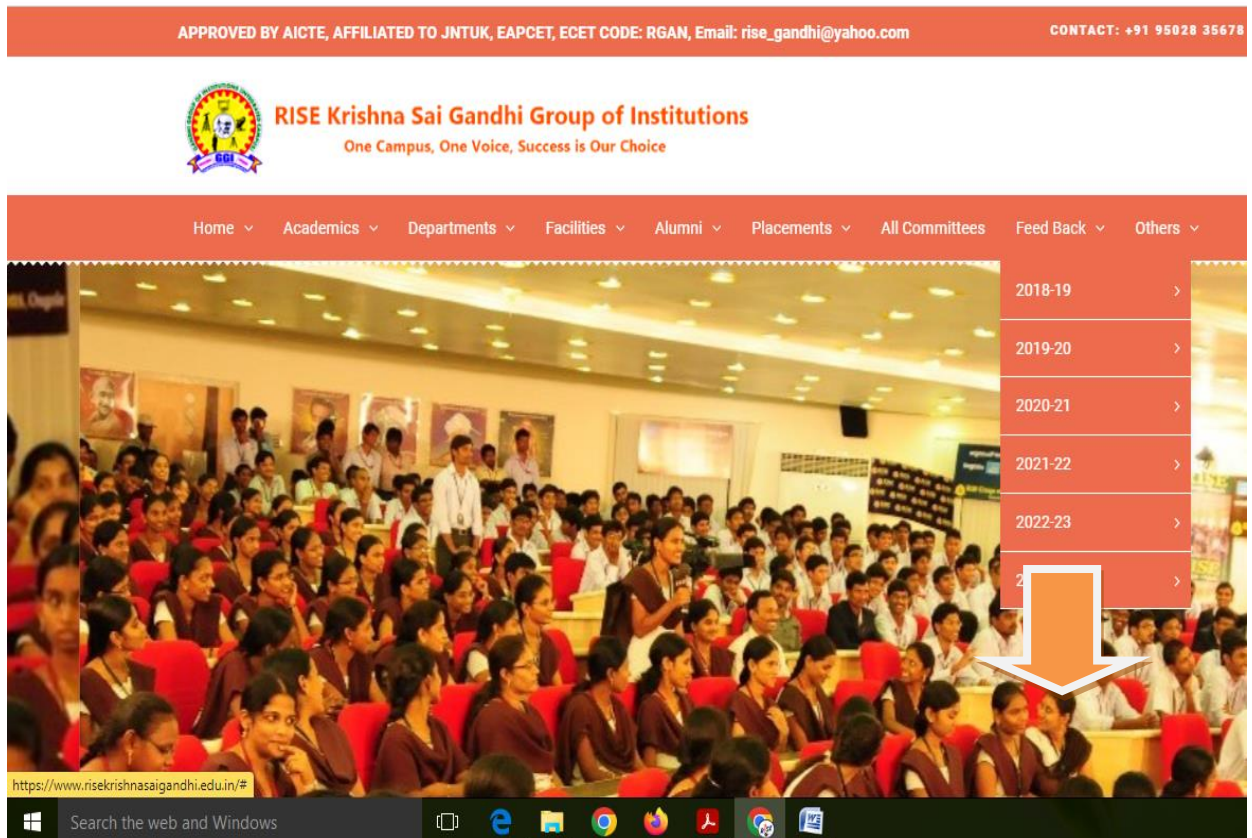 APPROVED BY AICTE, AFFILIATED TO JNTUK, EAPCET, ECET CODE: RGAN, Email: rise_gandhi@yahoo.com CONTACT: +91 95028 35678
RISE Krishna Sai Gandhi Group of Institutions
One Campus, One Voice, Success is Our Choice
GGI
Home Academics Departments Facilities Alumni Placements All Committees Feed Back Others
2018-19
2019-20
2020-21
2021-22
2022-23
https://www.risekrishnasaigandhi.edu.in/#
Search the web and Windows